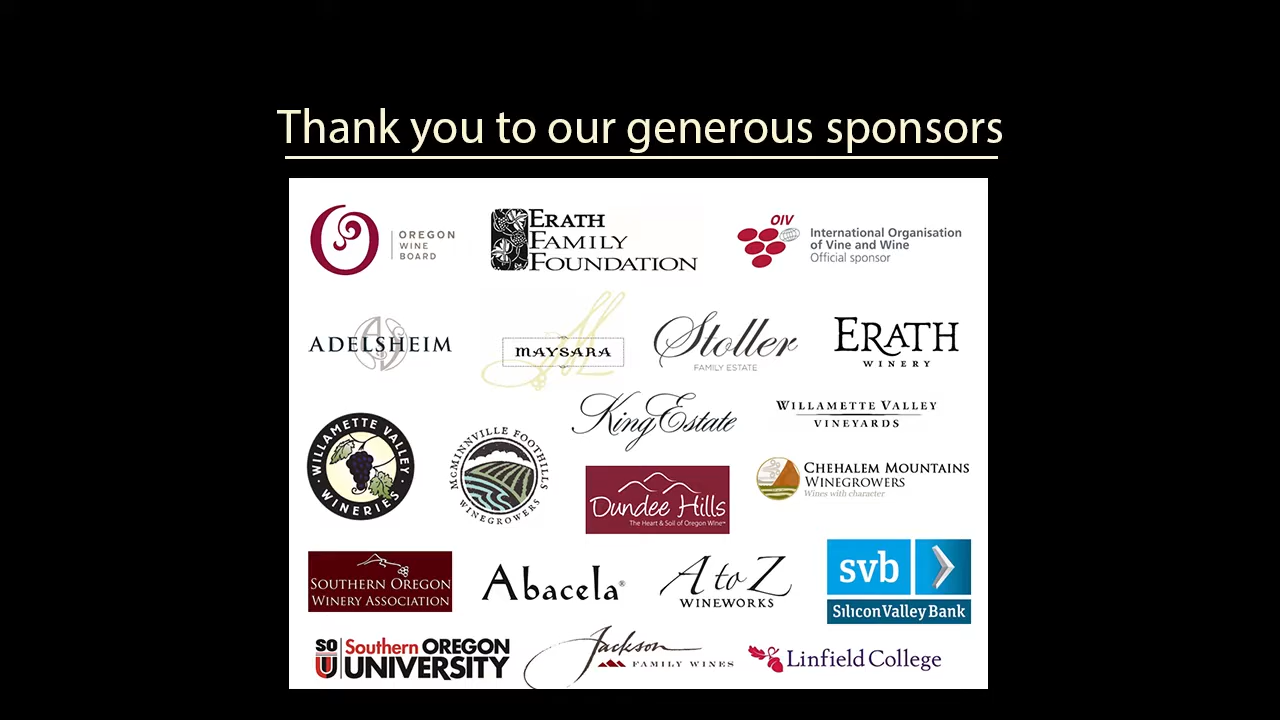 Thank you to our generous sponsors
OREGON
WINE
BOARD
ERATH
FAMILY
FOUNDATION
OIV
International Organisation
of Vine and Wine
Official sponsor
ADELSHEIM
MAYSARA
Stoller
FAMILY ESTATE
ERATH
WINERY
King Estate
WILLAMETTE VALLEY
VINEYARDS
WILLAMETTE VALLEY
WINERIES
McMINNVILLE FOOTHILLS
WINEGROWERS
Dundee Hills
The Heart & Soil of Oregon Wine™
CHEHALEM MOUNTAINS
WINEGROWERS
Wines with character
SOUTHERN OREGON
WINERY ASSOCIATION
Abacela®
A to Z
WINEWORKS
svb
Silicon Valley Bank
SO
U
Southern OREGON
UNIVERSITY
Jackson
FAMILY WINES
Linfield College